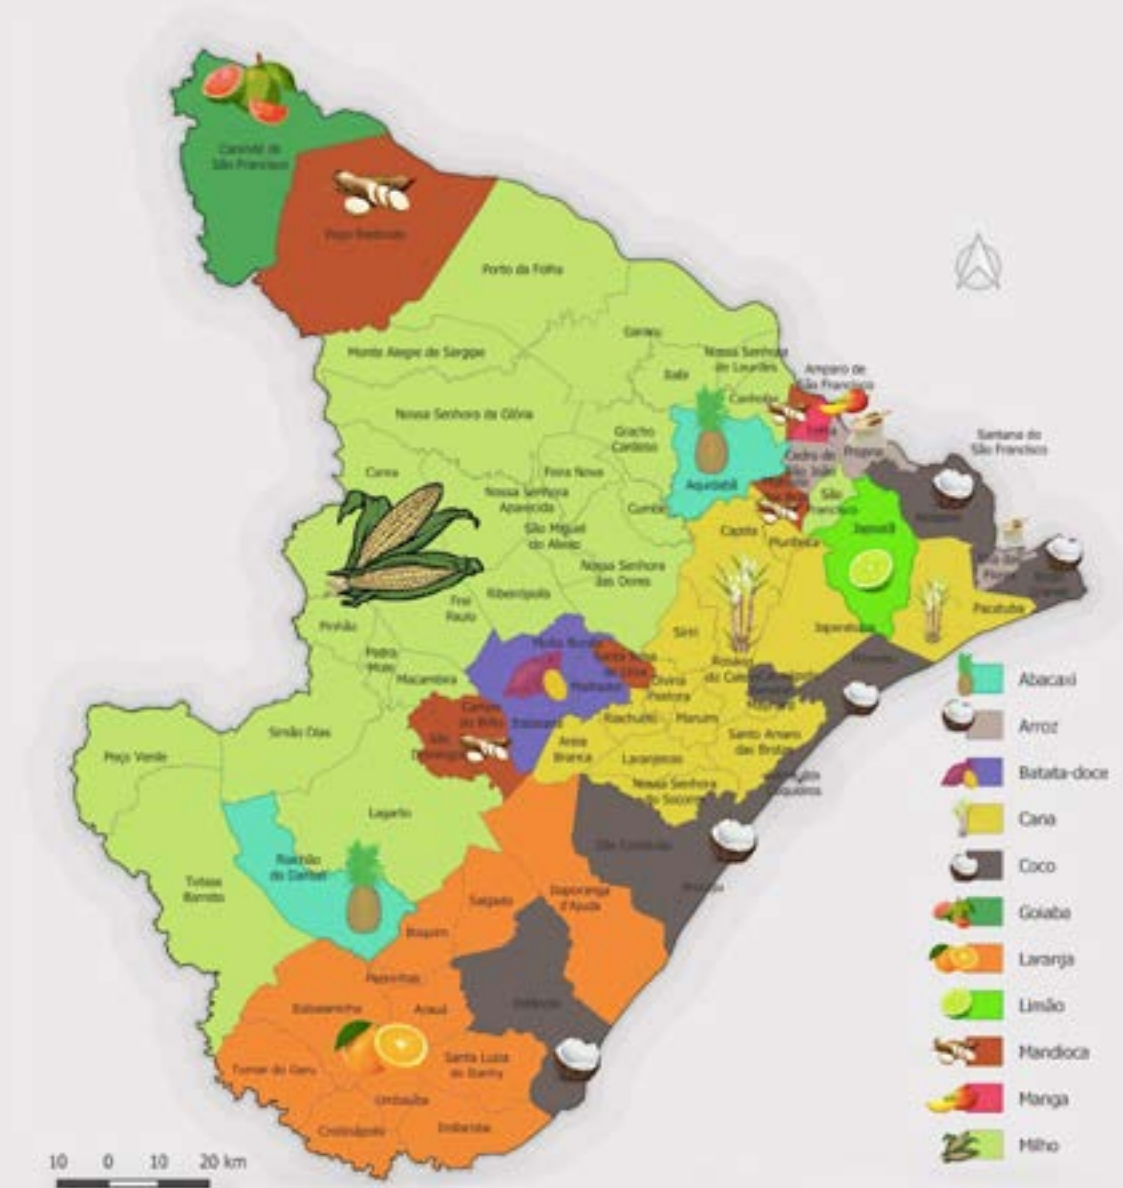 Canindé de
São Francisco
Poço Redondo
Porto da Folha
Monte Alegre de Sergipe
Gararu
Nossa Senhora
de Lourdes
Itabi
Canhoba
Amparo de
São Francisco
Nossa Senhora da Glória
Gracho
Cardoso
Aquidabã
Telha
Cedro de
São João
Propriá
Santana do
São Francisco
Carira
Feira Nova
Nossa Senhora
Aparecida
Cumbe
São
Francisco
Japoatã
Neópolis
São Miguel
do Aleixo
Capela
Muribeca
Nossa Senhora
das Dores
Ribeirópolis
Frei
Paulo
Pinhão
Pacatuba
Japaratuba
Siriri
Pedra
Mole
Macambira
Malhador
Divina
Pastora
Rosário
do Catete
Campo
do Brito
São
Domingos
Itabaiana
Riachuelo
Maruim
Santo Amaro
das Brotas
Areia
Branca
Laranjeiras
Nossa Senhora
do Socorro
Simão Dias
Poço Verde
Lagarto
Riachão
do Dantas
Tobias
Barreto
São Cristóvão
Aracaju
Salgado
Itaporanga
d'Ajuda
Boquim
Pedrinhas
Itabaianinha
Arauá
Estância
Tomar do Geru
Santa Luzia
do Itanhy
Umbaúba
Cristinápolis
Indiaroba
Abacaxi
Arroz
Batata-doce
Cana
Coco
Goiaba
Laranja
Limão
Mandioca
Manga
Milho
10 0 10 20 km